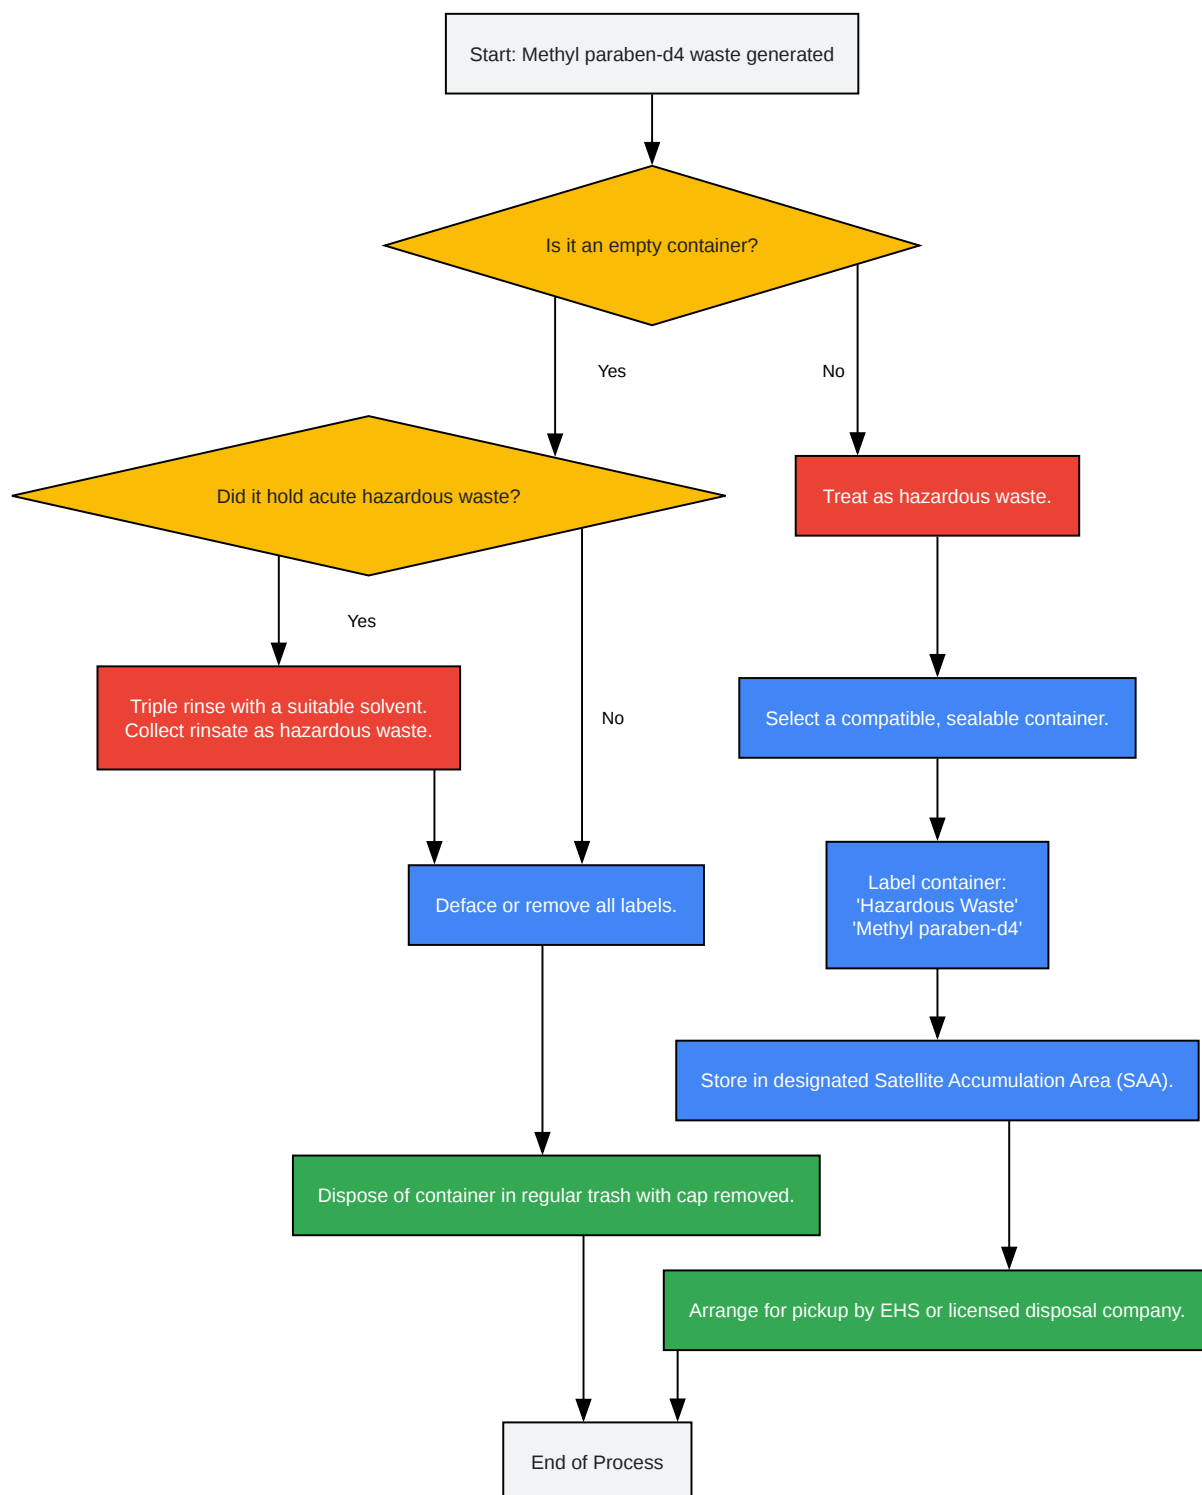 Start: Methyl paraben-d4 waste generated
Is it an empty container?
Yes
No
Did it hold acute hazardous waste?
Treat as hazardous waste.
Yes
Triple rinse with a suitable solvent.
Collect rinsate as hazardous waste.
No
Select a compatible, sealable container.
Label container:
'Hazardous Waste'
'Methyl paraben-d4'
Deface or remove all labels.
Store in designated Satellite Accumulation Area (SAA).
Dispose of container in regular trash with cap removed.
Arrange for pickup by EHS or licensed disposal company.
End of Process